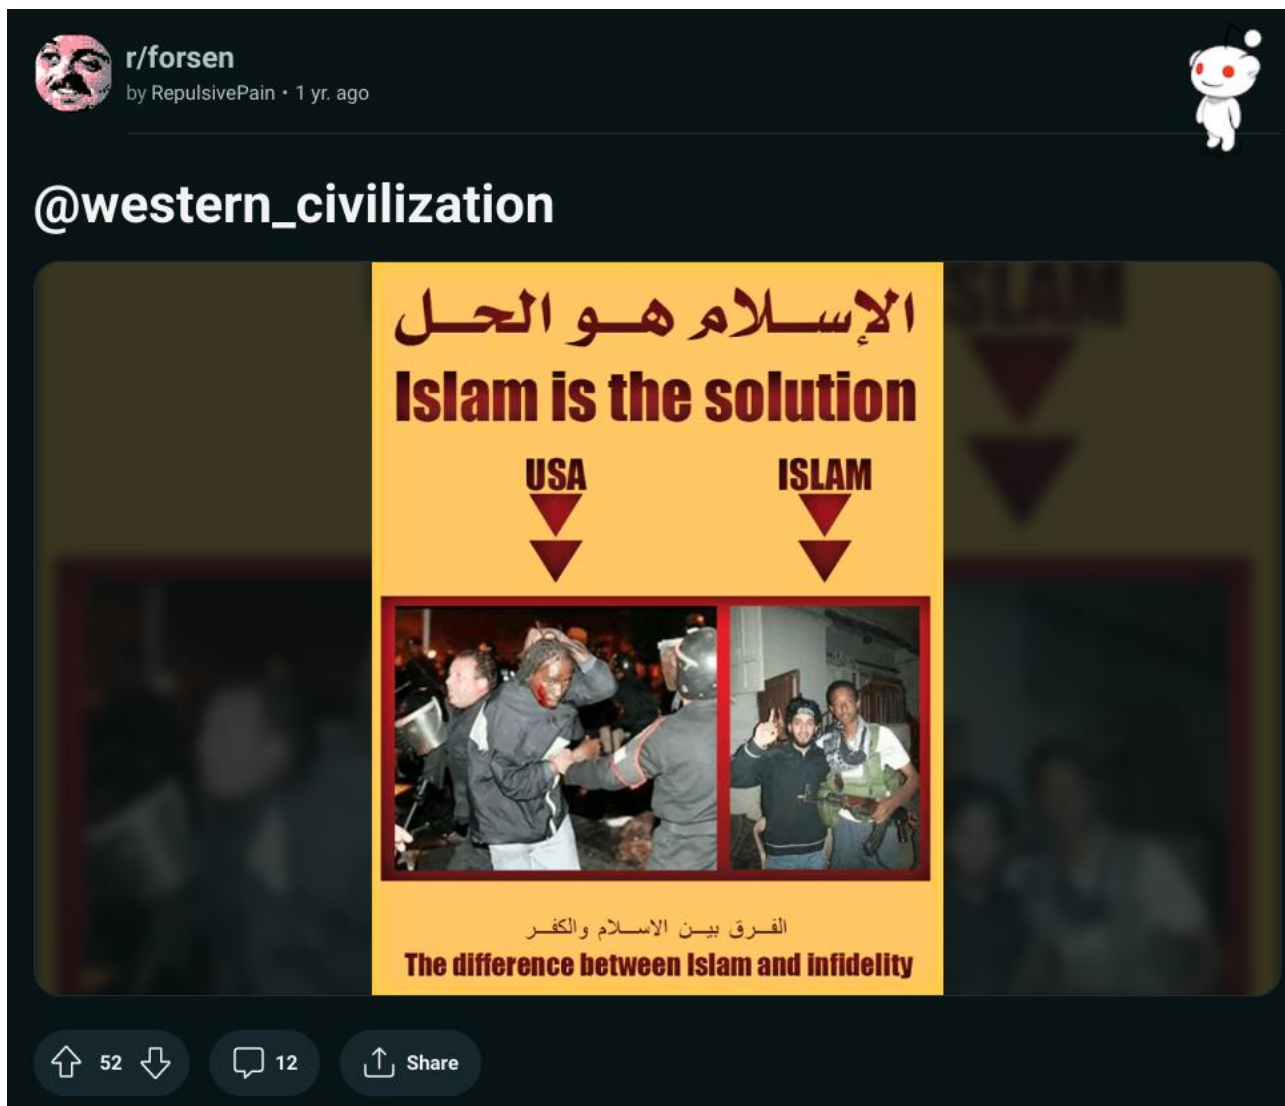 r/forsen
by RepulsivePain • 1 yr. ago
@western_civilization
الإسلام هو الحل
Islam is the solution
USA ISLAM
الفرق بين الاسلام والكفر
The difference between Islam and infidelity
52 12 Share